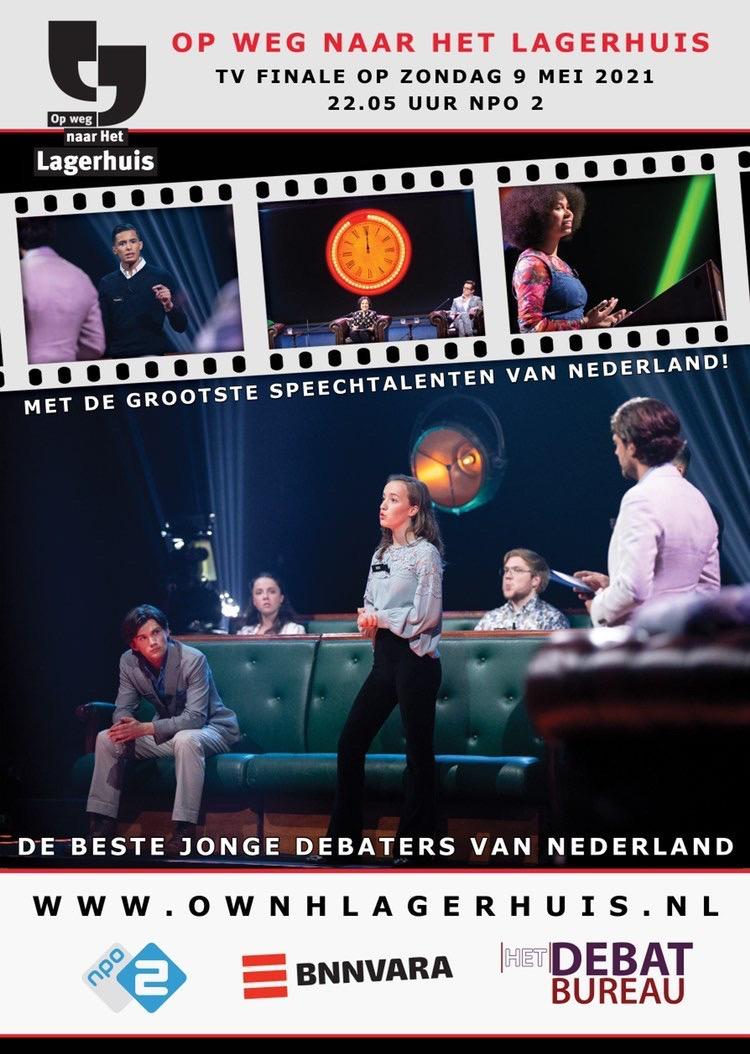 OP WEG NAAR HET LAGERHUIS
TV FINALE OP ZONDAG 9 MEI 2021
22.05 UUR NPO 2
Op weg
naar Het
Lagerhuis
MET DE GROOTSTE SPEECHTALENTEN VAN NEDERLAND!
DE BESTE JONGE DEBATERS VAN NEDERLAND
WWW.OWNHLAGERHUIS.NL
npo 2
BNNVARA
HET DEBAT
BUREAU